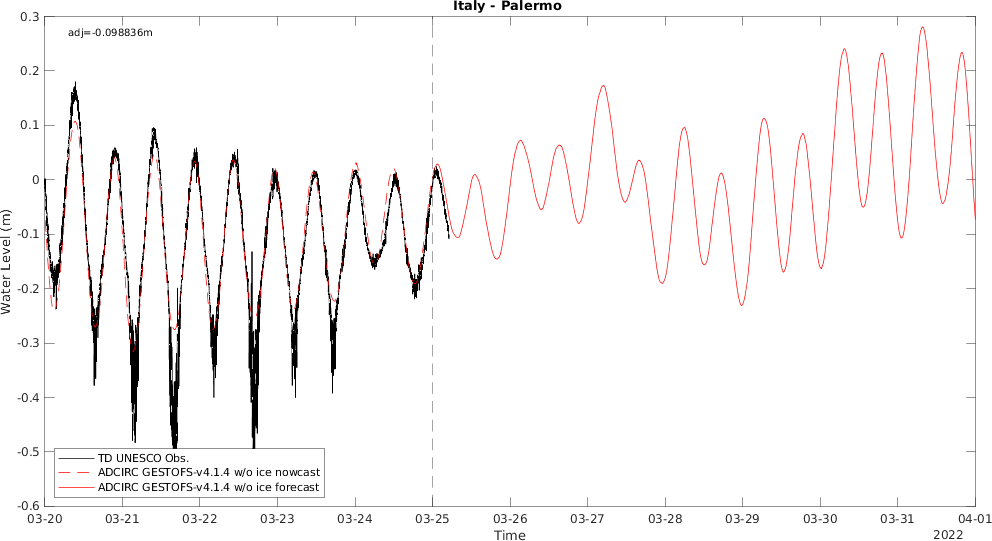 Italy - Palermo
adj=-0.098836m
Water Level (m)
0.3
0.2
0.1
0
-0.1
-0.2
-0.3
-0.4
-0.5
-0.6
TD UNESCO Obs.
ADCIRC GESTOFS-v4.1.4 w/o ice nowcast
ADCIRC GESTOFS-v4.1.4 w/o ice forecast
03-20 03-21 03-22 03-23 03-24 03-25 03-26 03-27 03-28 03-29 03-30 03-31 04-01
Time
2022